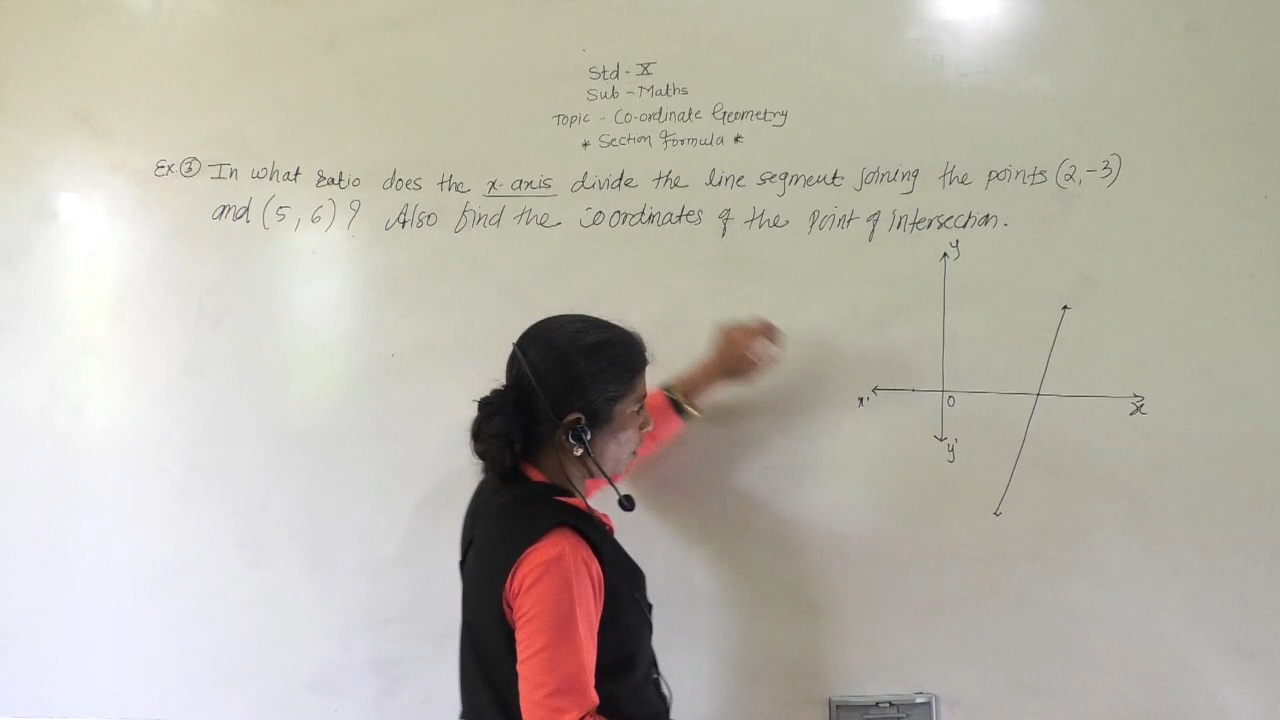 Std - X
Sub - Maths
Topic - Co-ordinate Geometry
* Section Formula *
Ex. ③ In what ratio does the x-axis divide the line segment joining the points (2, -3)
and (5, 6)? Also find the coordinates of the point of intersection.
y
x' O x
y'